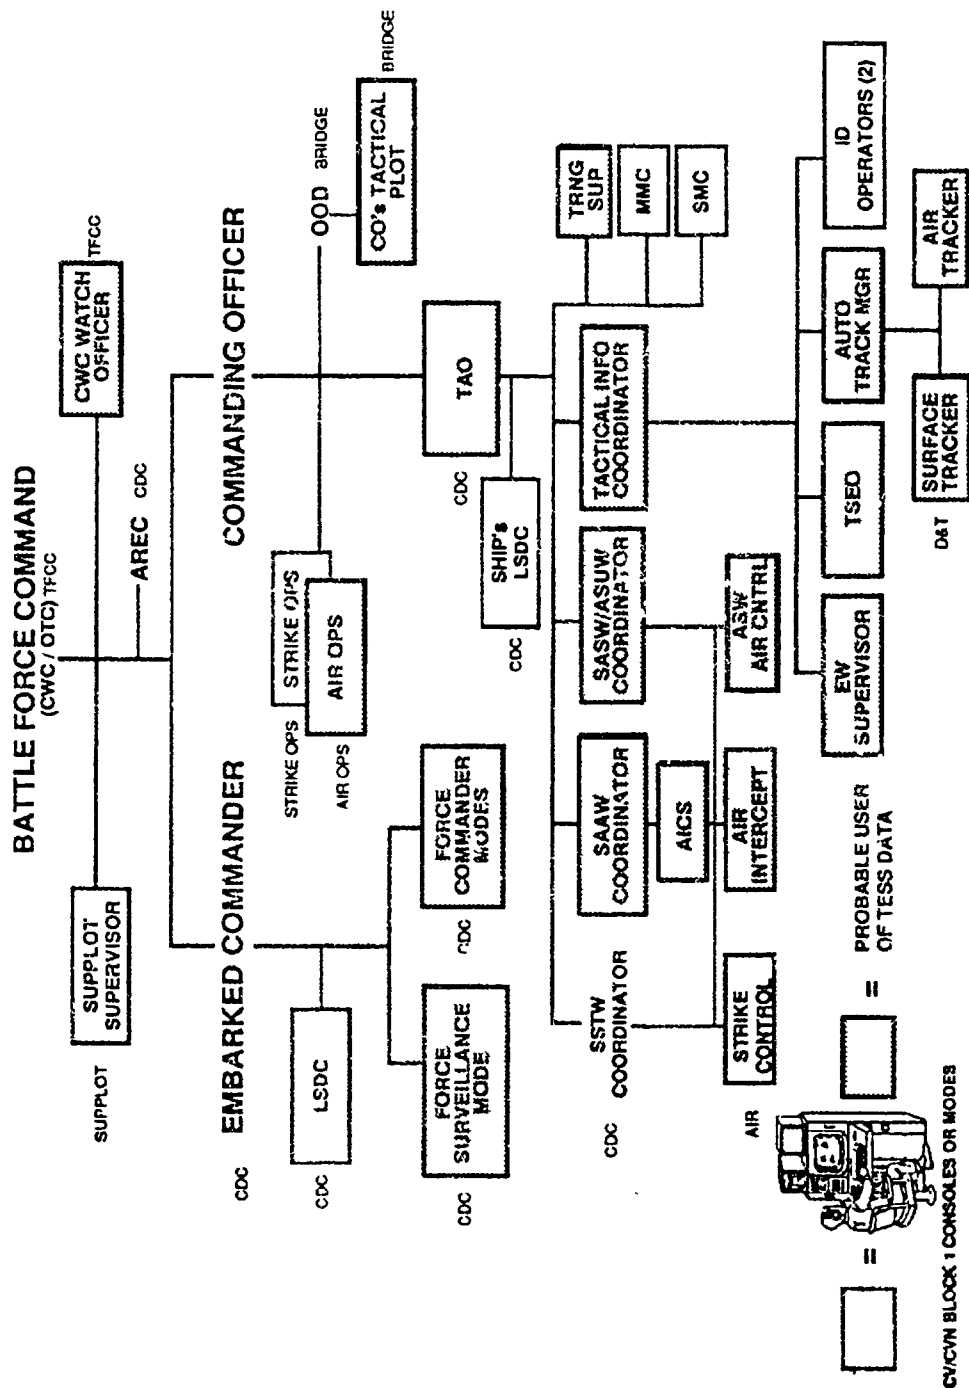 BATTLE FORCE COMMAND
(CWC / OTC) TFCC
SUPPLOT
SUPPLOT
SUPERVISOR
CWC WATCH
OFFICER
TFCC
AREC CDC
CDC
EMBARKED COMMANDER
COMMANDING OFFICER
CDC
LSDC
STRIKE OPS
STRIKE OPS
AIR OPS
AIR OPS
OOD BRIDGE
CO's TACTICAL
PLOT
BRIDGE
CDC
FORCE
SURVEILLANCE
MODE
CDC
FORCE
COMMANDER
MODES
CDC
TAO
CDC
SHIP's
LSDC
TRNG
SUP
MMC
SMC
CDC
SSTW
COORDINATOR
SAAW
COORDINATOR
SASW/ASUW
COORDINATOR
TACTICAL INFO
COORDINATOR
AICS
AIR
STRIKE
CONTROL
AIR
INTERCEPT
ASW
AIR CNTRL
EW
SUPERVISOR
TSEO
AUTO
TRACK MGR
ID
OPERATORS (2)
D&T
SURFACE
TRACKER
AIR
TRACKER
=
=
PROBABLE USER
OF TESS DATA
CV/CVN BLOCK 1 CONSOLES OR MODES